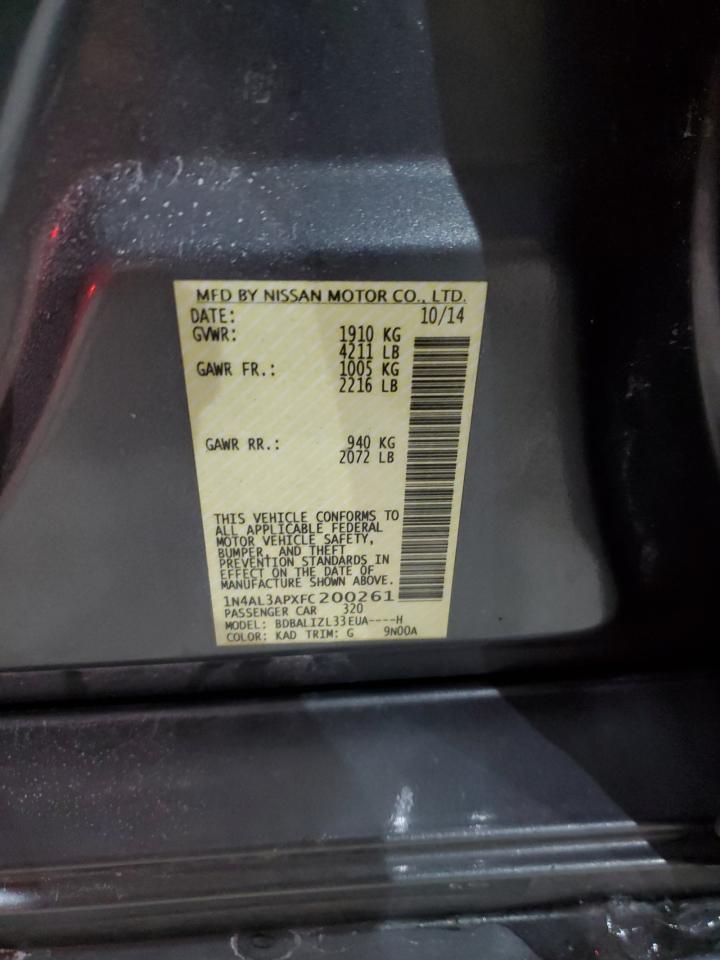 MFD BY NISSAN MOTOR CO., LTD.
DATE: 10/14
GVWR: 1910 KG
4211 LB
GAWR FR.: 1005 KG
2216 LB
GAWR RR.: 940 KG
2072 LB
THIS VEHICLE CONFORMS TO
ALL APPLICABLE FEDERAL
MOTOR VEHICLE SAFETY,
BUMPER, AND THEFT
PREVENTION STANDARDS IN
EFFECT ON THE DATE OF
MANUFACTURE SHOWN ABOVE.
1N4AL3APXFC200261
PASSENGER CAR 320
MODEL: BDBALIZL33EUA----H
COLOR: KAD TRIM: G 9N00A